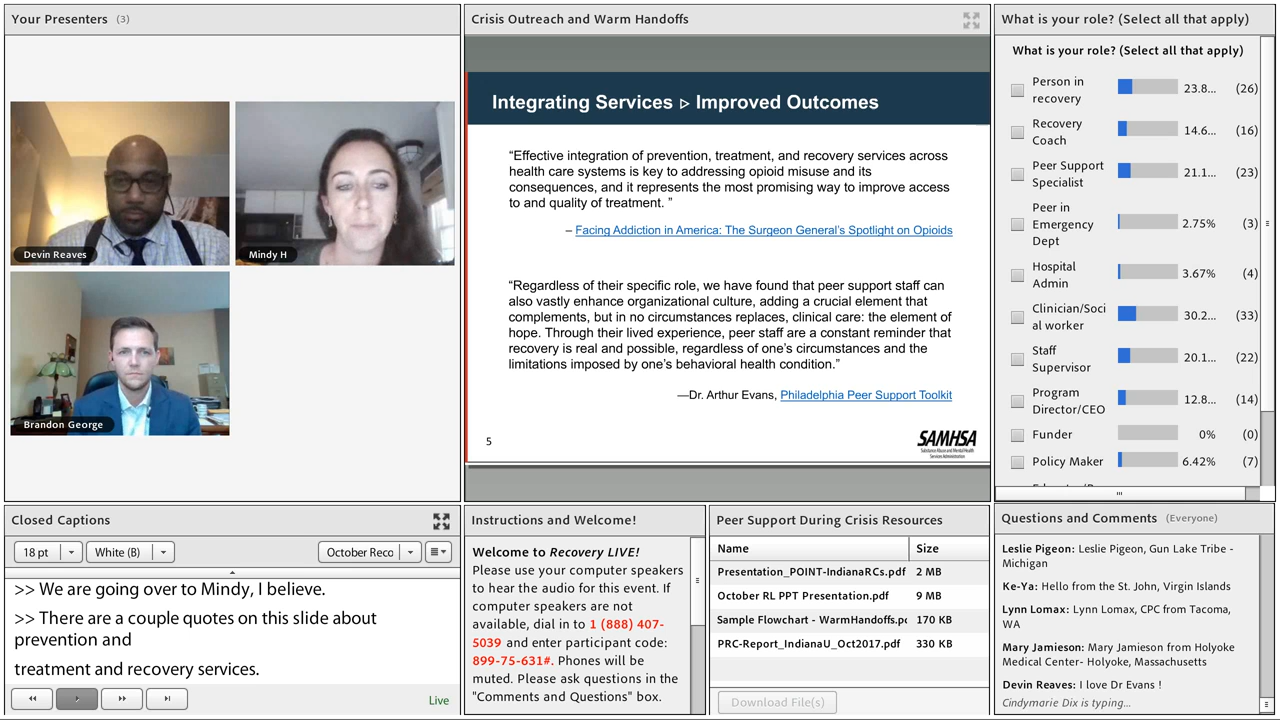 Your Presenters (3)
Devin Reaves
Mindy H
Brandon George
Crisis Outreach and Warm Handoffs
Integrating Services ▹ Improved Outcomes
“Effective integration of prevention, treatment, and recovery services across
health care systems is key to addressing opioid misuse and its
consequences, and it represents the most promising way to improve access
to and quality of treatment. ”
– Facing Addiction in America: The Surgeon General’s Spotlight on Opioids
“Regardless of their specific role, we have found that peer support staff can
also vastly enhance organizational culture, adding a crucial element that
complements, but in no circumstances replaces, clinical care: the element of
hope. Through their lived experience, peer staff are a constant reminder that
recovery is real and possible, regardless of one’s circumstances and the
limitations imposed by one’s behavioral health condition.”
—Dr. Arthur Evans, Philadelphia Peer Support Toolkit
5
SAMHSA
Substance Abuse and Mental Health
Services Administration
What is your role? (Select all that apply)
What is your role? (Select all that apply)
Person in
recovery 23.8... (26)
Recovery
Coach 14.6... (16)
Peer Support
Specialist 21.1... (23)
Peer in
Emergency
Dept 2.75% (3)
Hospital
Admin 3.67% (4)
Clinician/Soci
al worker 30.2... (33)
Staff
Supervisor 20.1... (22)
Program
Director/CEO 12.8... (14)
Funder 0% (0)
Policy Maker 6.42% (7)
Closed Captions
18 pt White (B) October Reco
>> We are going over to Mindy, I believe.
>> There are a couple quotes on this slide about
prevention and
treatment and recovery services.
Live
Instructions and Welcome!
Welcome to Recovery LIVE!
Please use your computer speakers
to hear the audio for this event. If
computer speakers are not
available, dial in to 1 (888) 407-
5039 and enter participant code:
899-75-631#. Phones will be
muted. Please ask questions in the
"Comments and Questions" box.
Peer Support During Crisis Resources
Name Size
Presentation_POINT-IndianaRCs.pdf 2 MB
October RL PPT Presentation.pdf 9 MB
Sample Flowchart - WarmHandoffs.pc 170 KB
PRC-Report_IndianaU_Oct2017.pdf 330 KB
Download File(s)
Questions and Comments (Everyone)
Leslie Pigeon: Leslie Pigeon, Gun Lake Tribe -
Michigan
Ke-Ya: Hello from the St. John, Virgin Islands
Lynn Lomax: Lynn Lomax, CPC from Tacoma,
WA
Mary Jamieson: Mary Jamieson from Holyoke
Medical Center- Holyoke, Massachusetts
Devin Reaves: I love Dr Evans !
Cindymarie Dix is typing...